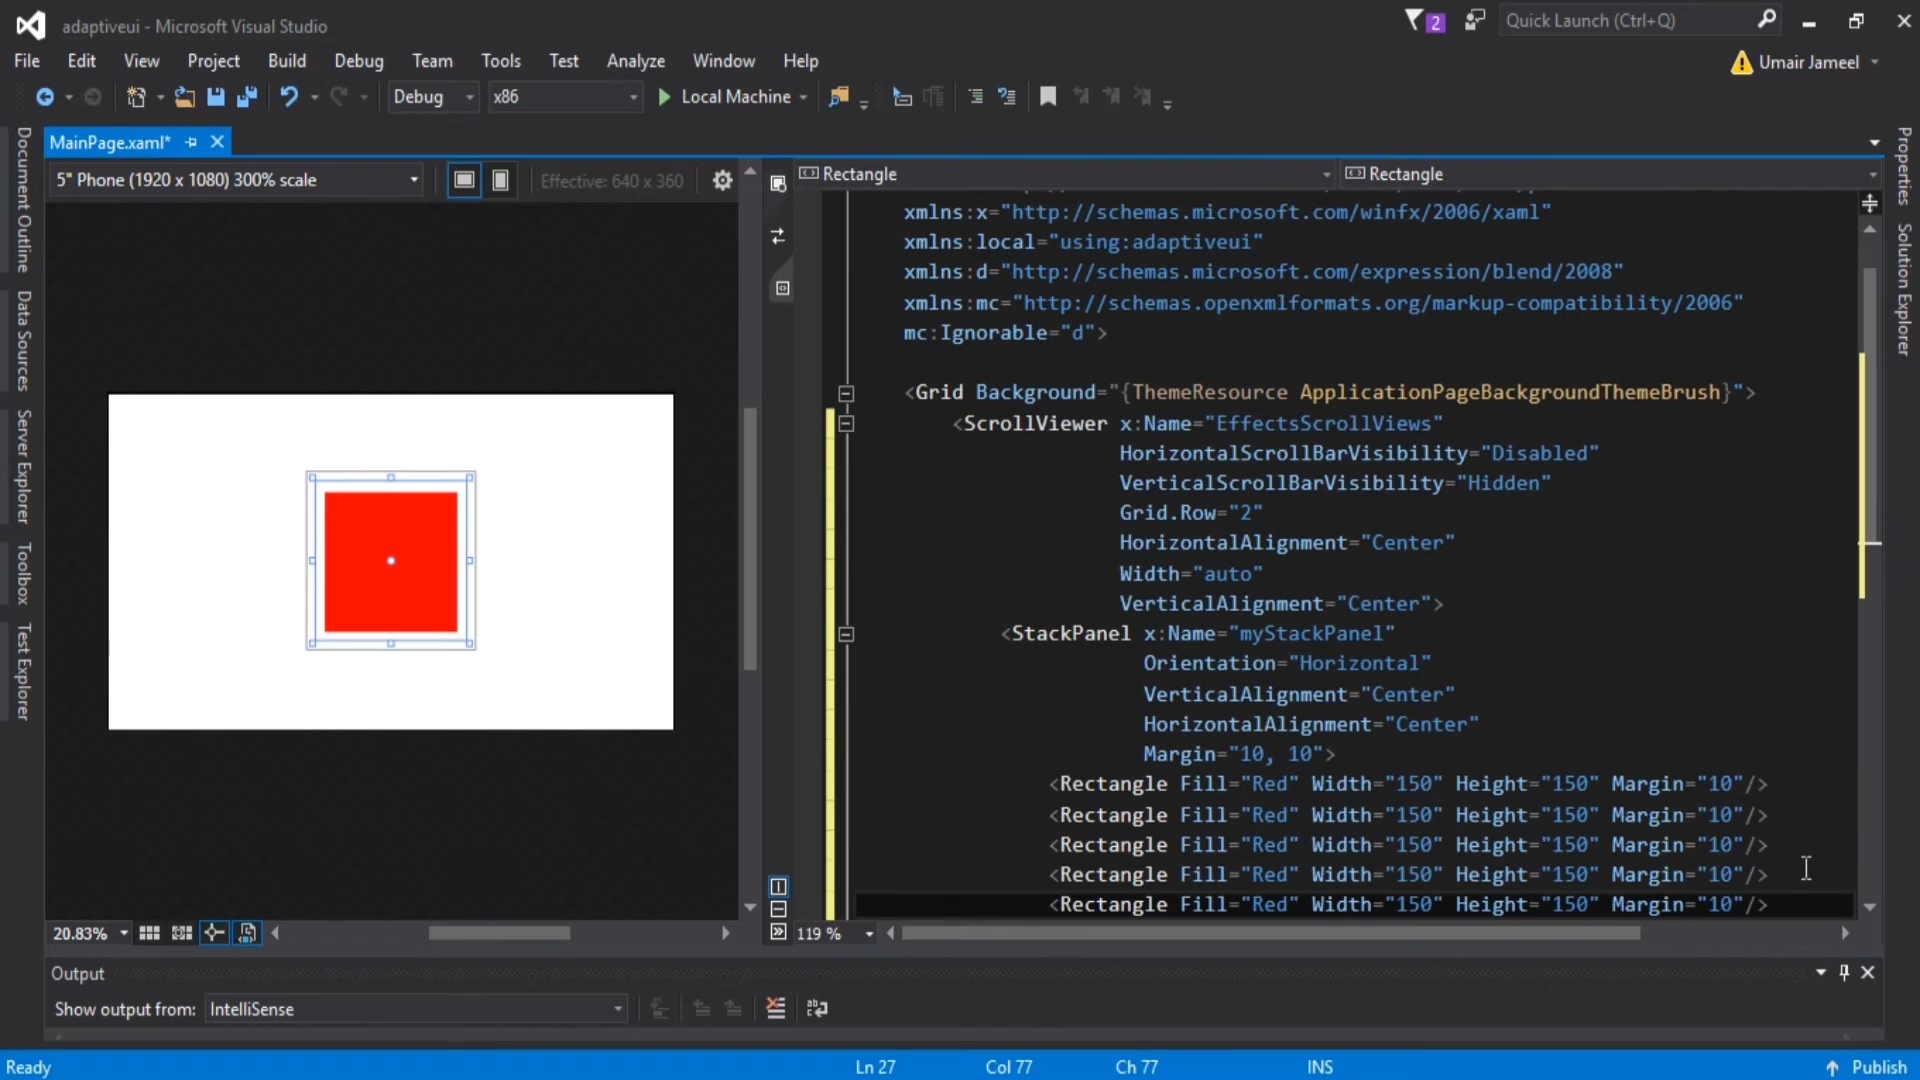 adaptiveui - Microsoft Visual Studio
2
Quick Launch (Ctrl+Q)
File Edit View Project Build Debug Team Tools Test Analyze Window Help
Umair Jameel
Debug x86 Local Machine
MainPage.xaml*
5" Phone (1920 x 1080) 300% scale
Effective: 640 x 360
Rectangle
Rectangle
Document Outline
Data Sources
Server Explorer
Toolbox
Test Explorer
Properties
Solution Explorer
xmlns:x="http://schemas.microsoft.com/winfx/2006/xaml"
xmlns:local="using:adaptiveui"
xmlns:d="http://schemas.microsoft.com/expression/blend/2008"
xmlns:mc="http://schemas.openxmlformats.org/markup-compatibility/2006"
mc:Ignorable="d">
<Grid Background="{ThemeResource ApplicationPageBackgroundThemeBrush}">
<ScrollViewer x:Name="EffectsScrollViews"
HorizontalScrollBarVisibility="Disabled"
VerticalScrollBarVisibility="Hidden"
Grid.Row="2"
HorizontalAlignment="Center"
Width="auto"
VerticalAlignment="Center">
<StackPanel x:Name="myStackPanel"
Orientation="Horizontal"
VerticalAlignment="Center"
HorizontalAlignment="Center"
Margin="10, 10">
<Rectangle Fill="Red" Width="150" Height="150" Margin="10"/>
<Rectangle Fill="Red" Width="150" Height="150" Margin="10"/>
<Rectangle Fill="Red" Width="150" Height="150" Margin="10"/>
<Rectangle Fill="Red" Width="150" Height="150" Margin="10"/>
<Rectangle Fill="Red" Width="150" Height="150" Margin="10"/>
20.83%
119 %
Output
Show output from: IntelliSense
Ready
Ln 27
Col 77
Ch 77
INS
Publish